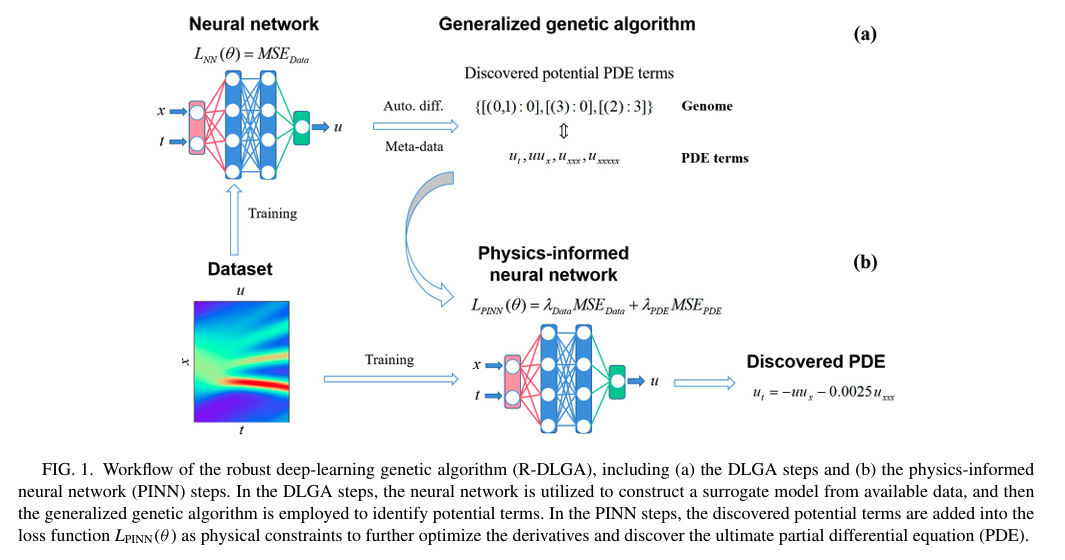 Neural network
L_NN(θ) = MSE_Data
x
t
u
Auto. diff.
Meta-data
Generalized genetic algorithm
(a)
Discovered potential PDE terms
{[(0,1) : 0],[(3) : 0],[(2) : 3]}
Genome
⇕
u_t, uu_x, u_xxx, u_xxxxx
PDE terms
Training
Dataset
u
x
t
Training
Physics-informed
neural network
(b)
L_PINN(θ) = λ_Data MSE_Data + λ_PDE MSE_PDE
x
t
u
Discovered PDE
u_t = −uu_x − 0.0025u_xxx
FIG. 1. Workflow of the robust deep-learning genetic algorithm (R-DLGA), including (a) the DLGA steps and (b) the physics-informed
neural network (PINN) steps. In the DLGA steps, the neural network is utilized to construct a surrogate model from available data, and then
the generalized genetic algorithm is employed to identify potential terms. In the PINN steps, the discovered potential terms are added into the
loss function L_PINN(θ) as physical constraints to further optimize the derivatives and discover the ultimate partial differential equation (PDE).